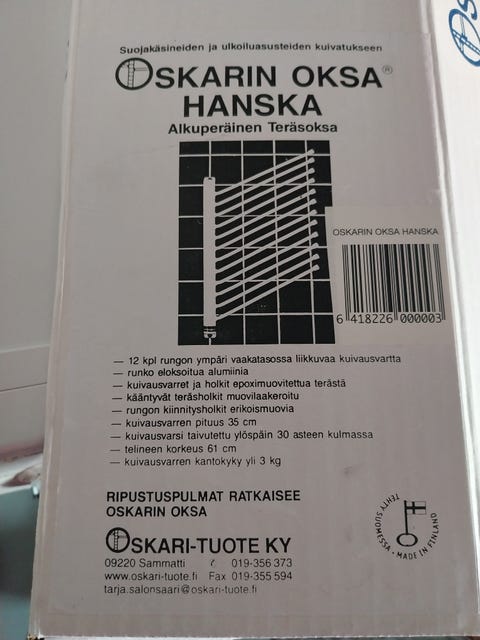 Suojakäsineiden ja ulkoiluasusteiden kuivatukseen
OSKARIN OKSA®
HANSKA
Alkuperäinen Teräsoksa
OSKARIN OKSA HANSKA
6 418226 000003
— 12 kpl rungon ympäri vaakatasossa liikkuvaa kuivausvartta
— runko eloksoitua alumiinia
— kuivausvarret ja holkit epoximuovitettua terästä
— kääntyvät teräsholkit muovilaakeroitu
— rungon kiinnitysholkit erikoismuovia
— kuivausvarren pituus 35 cm
— kuivausvarsi taivutettu ylöspäin 30 asteen kulmassa
— telineen korkeus 61 cm
— kuivausvarren kantokyky yli 3 kg
RIPUSTUSPULMAT RATKAISEE
OSKARIN OKSA
OSKARI-TUOTE KY
09220 Sammatti 019-356 373
www.oskari-tuote.fi Fax 019-355 594
tarja.salonsaari@oskari-tuote.fi
TEHTY SUOMESSA • MADE IN FINLAND